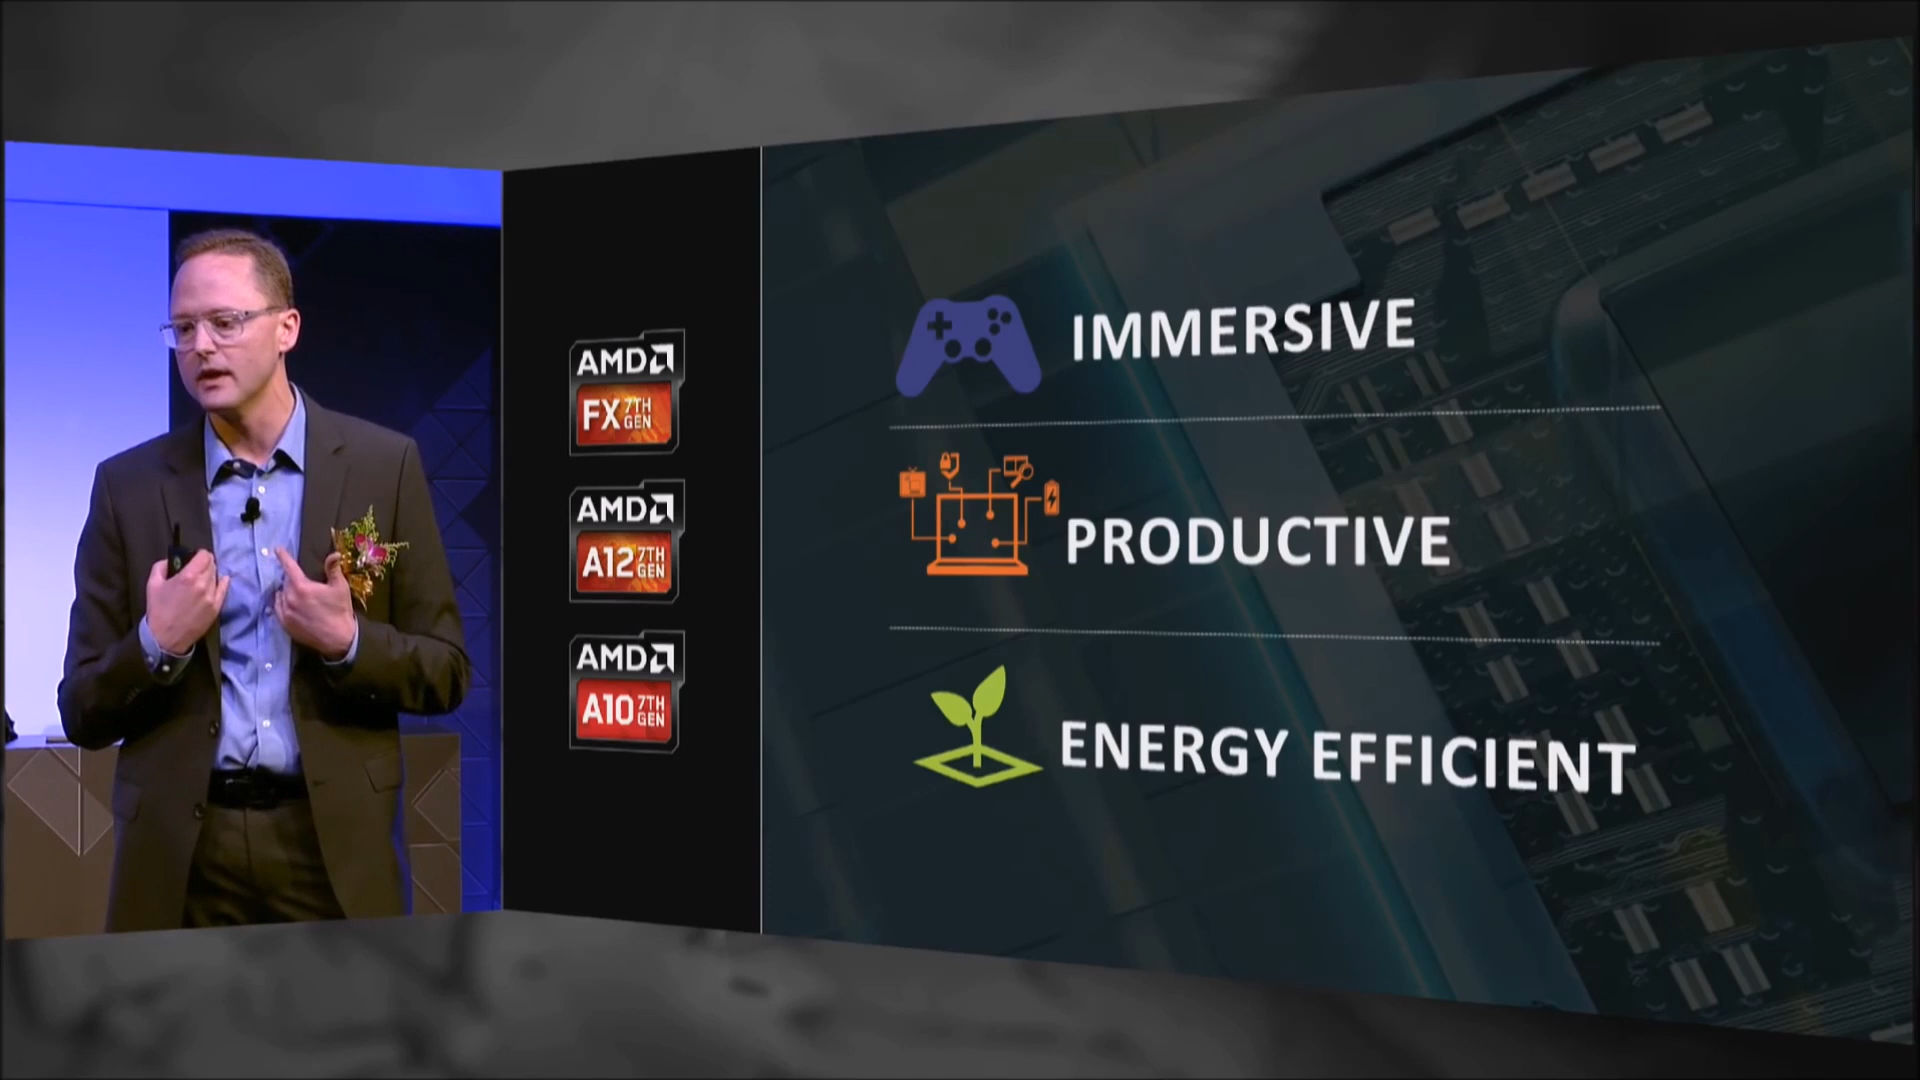 AMD
FX 7TH GEN
AMD
A12 7TH GEN
AMD
A10 7TH GEN
IMMERSIVE
PRODUCTIVE
ENERGY EFFICIENT